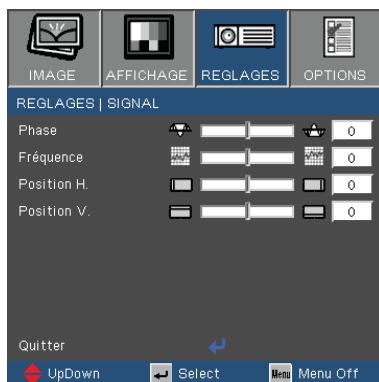 IMAGE AFFICHAGE REGLAGES OPTIONS
REGLAGES | SIGNAL
Phase 0
Fréquence 0
Position H. 0
Position V. 0
Quitter
UpDown Select Menu Menu Off